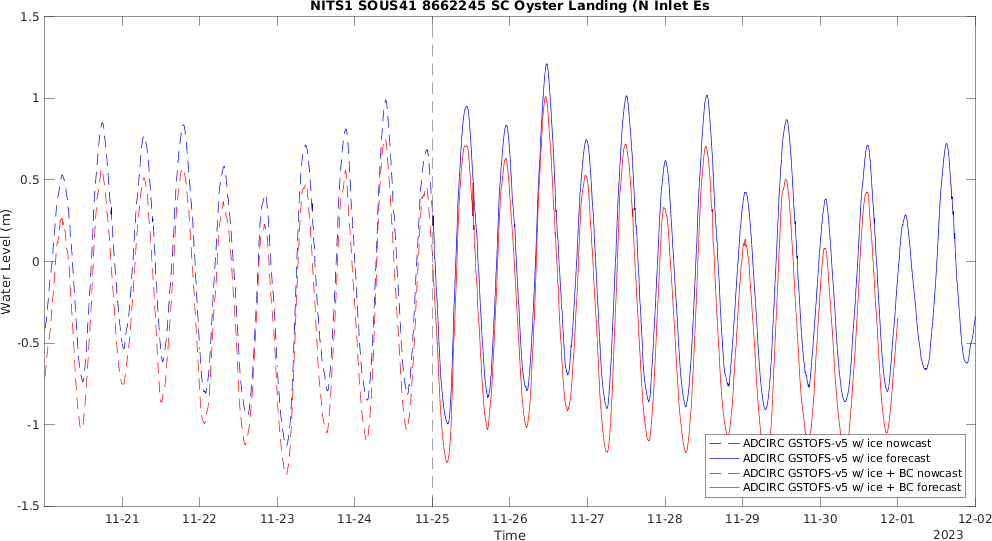 NITS1 SOUS41 8662245 SC Oyster Landing (N Inlet Es
1.5
1
0.5
0
-0.5
-1
-1.5
Water Level (m)
ADCIRC GSTOFS-v5 w/ ice nowcast
ADCIRC GSTOFS-v5 w/ ice forecast
ADCIRC GSTOFS-v5 w/ ice + BC nowcast
ADCIRC GSTOFS-v5 w/ ice + BC forecast
11-21 11-22 11-23 11-24 11-25 11-26 11-27 11-28 11-29 11-30 12-01 12-02
Time
2023